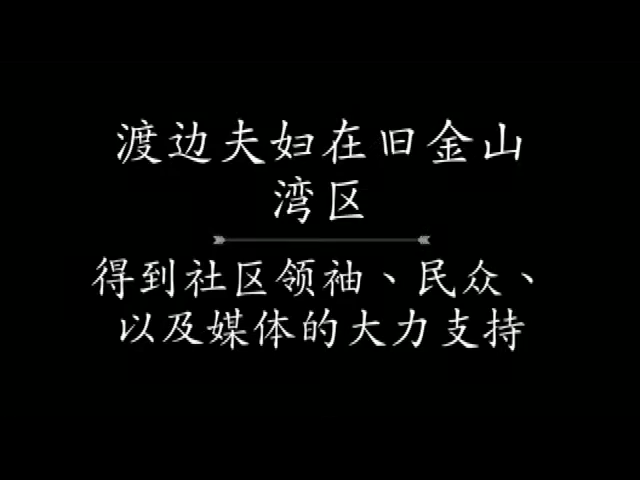 渡边夫妇在旧金山
湾区
得到社区领袖、民众、
以及媒体的大力支持